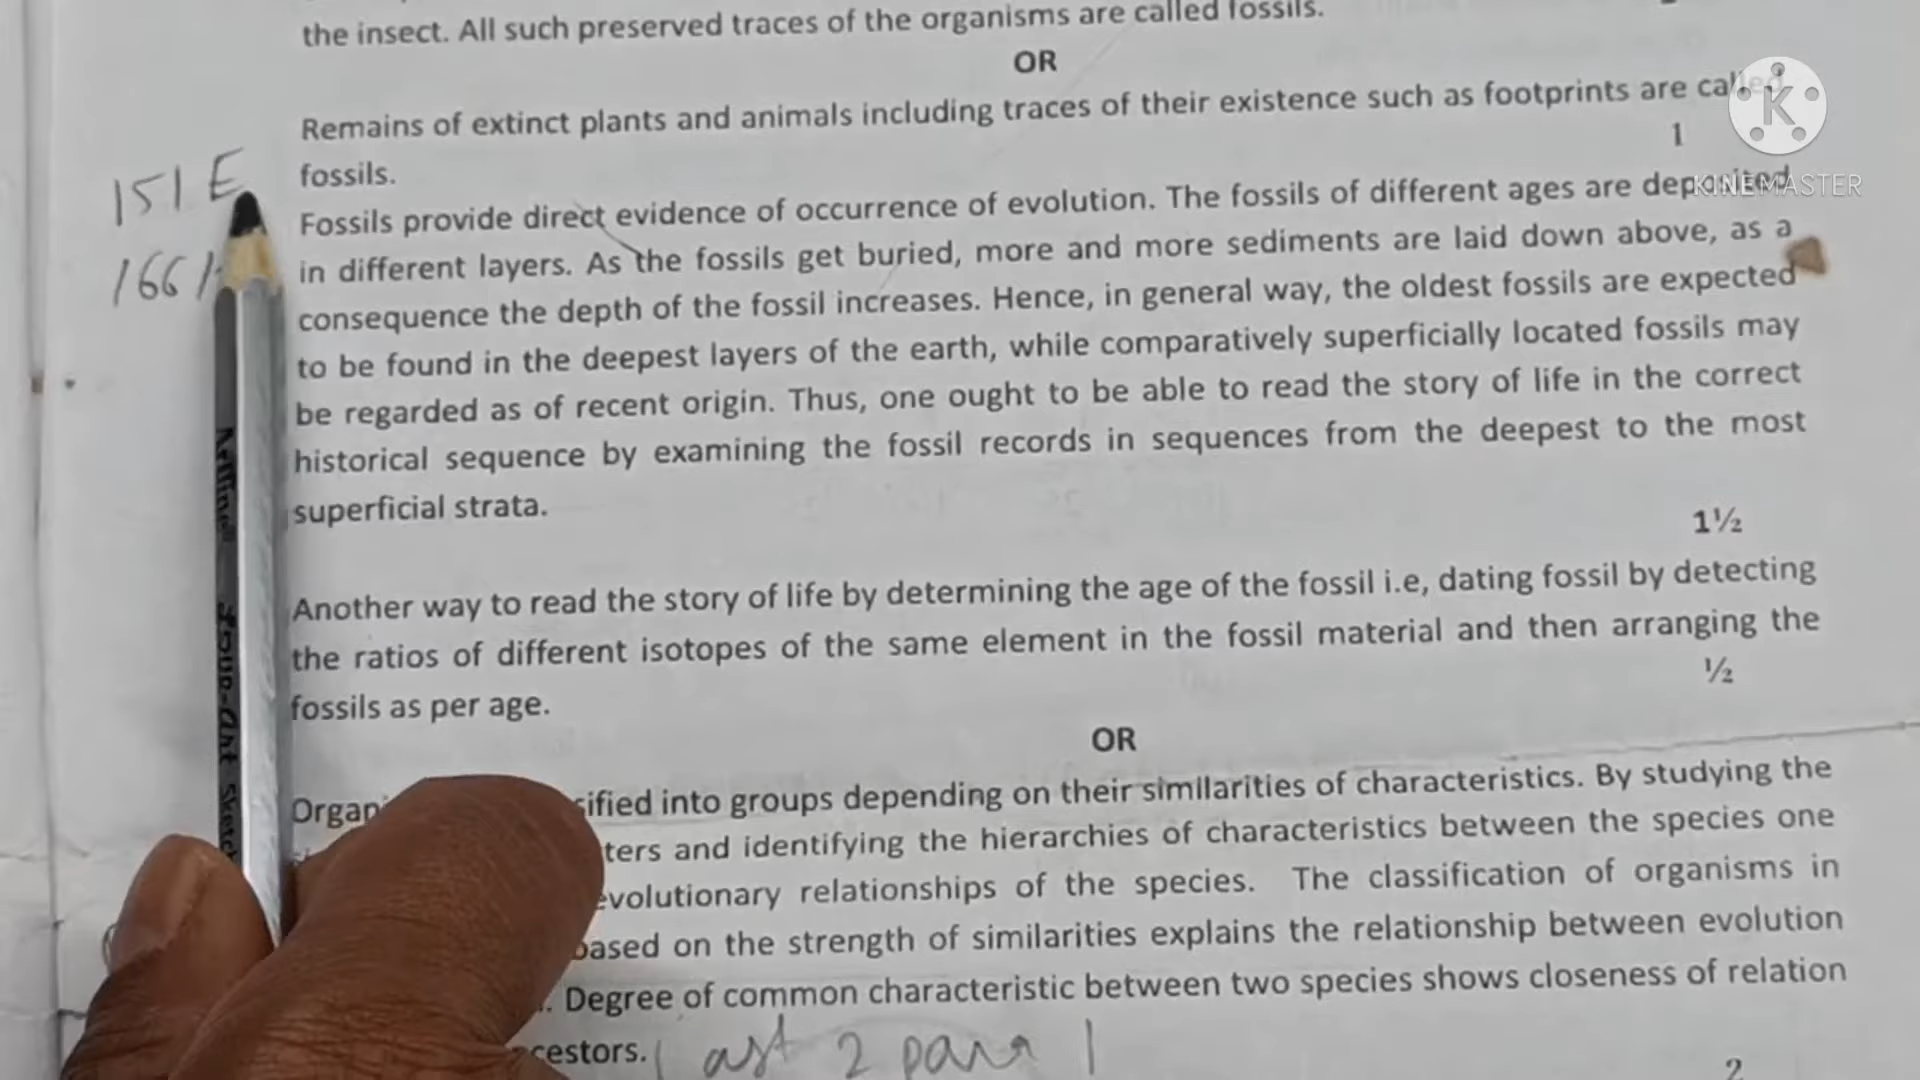 the insect. All such preserved traces of the organisms are called fossils.
OR
Remains of extinct plants and animals including traces of their existence such as footprints are called
fossils.
1
K
KINEMASTER
151 E
166
Fossils provide direct evidence of occurrence of evolution. The fossils of different ages are deposited
in different layers. As the fossils get buried, more and more sediments are laid down above, as a
consequence the depth of the fossil increases. Hence, in general way, the oldest fossils are expected
to be found in the deepest layers of the earth, while comparatively superficially located fossils may
be regarded as of recent origin. Thus, one ought to be able to read the story of life in the correct
historical sequence by examining the fossil records in sequences from the deepest to the most
superficial strata.
1½
Another way to read the story of life by determining the age of the fossil i.e, dating fossil by detecting
the ratios of different isotopes of the same element in the fossil material and then arranging the
fossils as per age.
½
OR
into groups depending on their similarities of characteristics. By studying the
and identifying the hierarchies of characteristics between the species one
evolutionary relationships of the species. The classification of organisms in
based on the strength of similarities explains the relationship between evolution
Degree of common characteristic between two species shows closeness of relation
ast 2 para
2